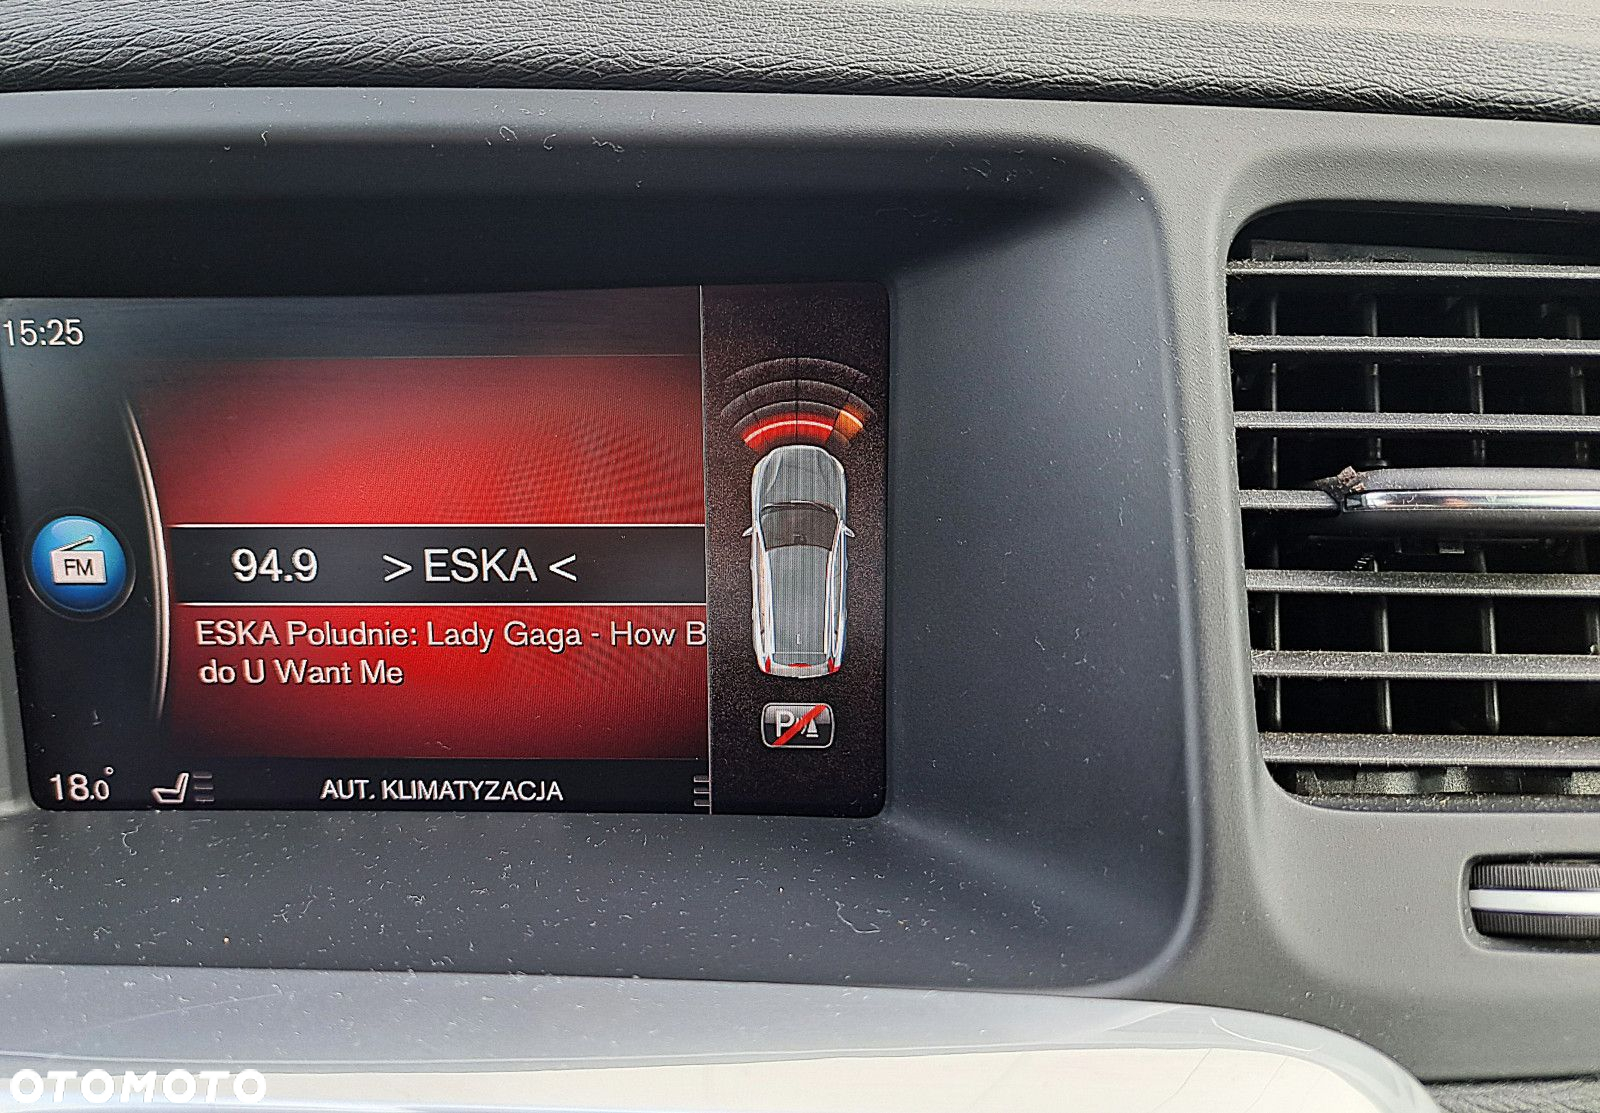 15:25
FM
94.9 > ESKA <
ESKA Poludnie: Lady Gaga - How B
do U Want Me
P
18.0°
AUT. KLIMATYZACJA
OTOMOTO